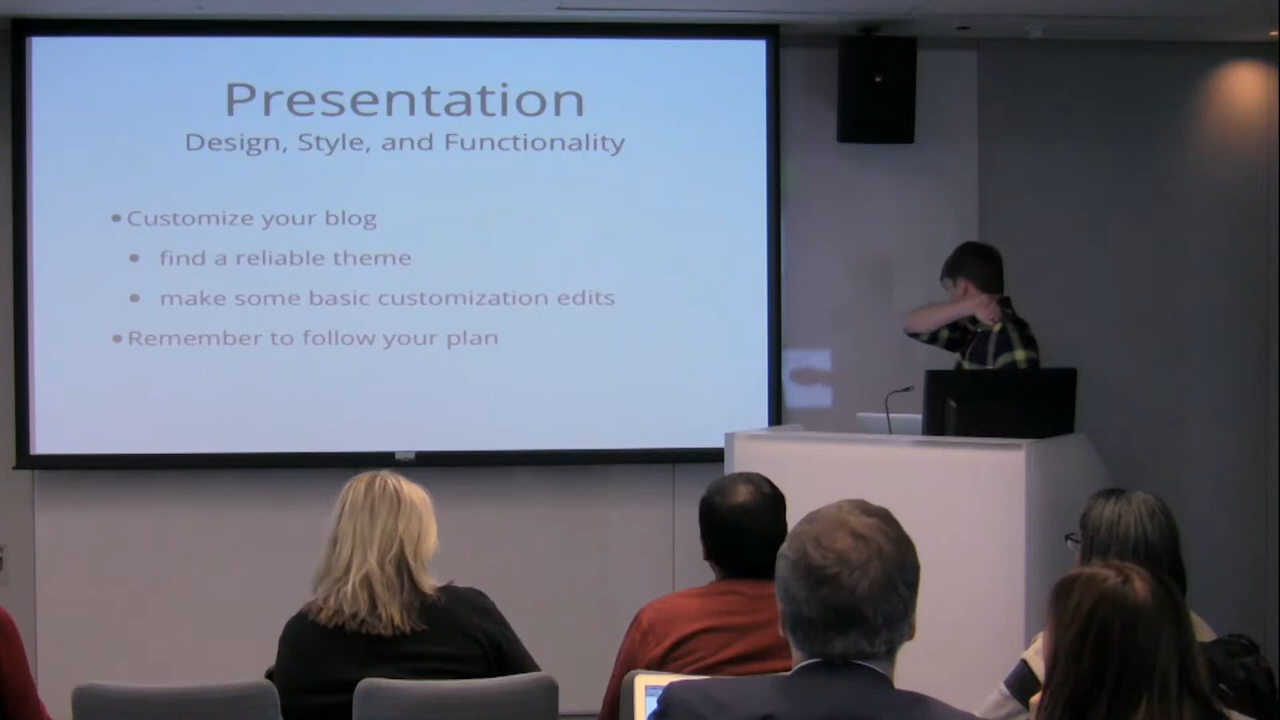 Presentation
Design, Style, and Functionality
•Customize your blog
• find a reliable theme
• make some basic customization edits
•Remember to follow your plan